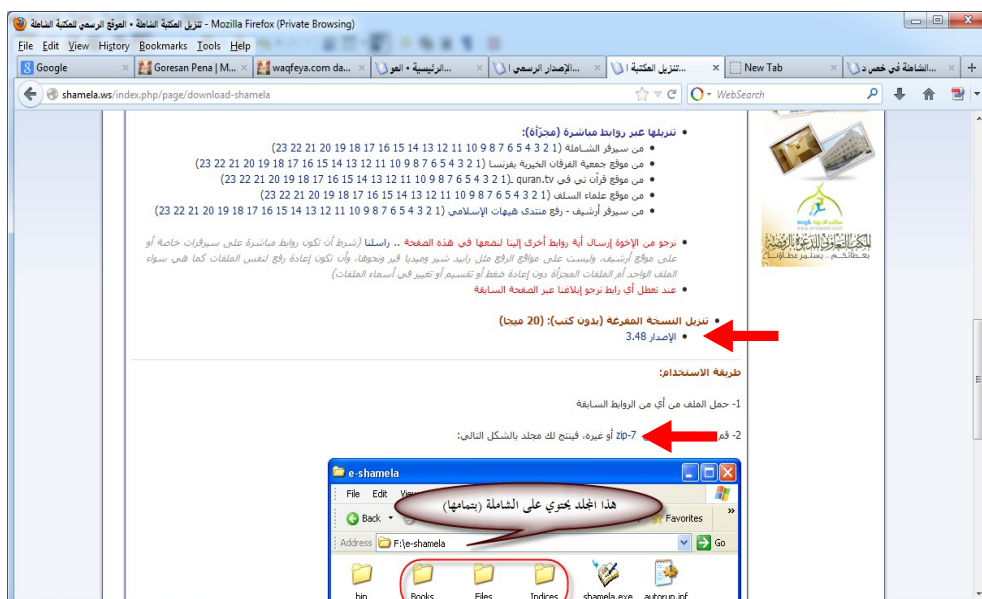 تنزيل المكتبة الشاملة • الموقع الرسمي للمكتبة الشاملة - Mozilla Firefox (Private Browsing)
File Edit View History Bookmarks Tools Help
Google
Goresan Pena | M...
waqfeya.com da...
الرئيسية • المو...
الإصدار الرسمي ا...
تنزيل المكتبة ا...
New Tab
الشاملة في خمس د...
shamela.ws/index.php/page/download-shamela
WebSearch
تنزيلها عبر روابط مباشرة (مجزأة):
من سيرفر الشاملة (1 2 3 4 5 6 7 8 9 10 11 12 13 14 15 16 17 18 19 20 21 22 23)
من موقع جمعية الفرقان الخيرية بفرنسا (1 2 3 4 5 6 7 8 9 10 11 12 13 14 15 16 17 18 19 20 21 22 23)
من موقع قرآن تي في quran.tv .(1 2 3 4 5 6 7 8 9 10 11 12 13 14 15 16 17 18 19 20 21 22 23)
من موقع علماء السلف (1 2 3 4 5 6 7 8 9 10 11 12 13 14 15 16 17 18 19 20 21 22 23)
من سيرفر أرشيف - رفع منتدى هيهات الإسلامي (1 2 3 4 5 6 7 8 9 10 11 12 13 14 15 16 17 18 19 20 21 22 23)
نرجو من الإخوة إرسال أية روابط أخرى إلينا لنضعها في هذه الصفحة .. راسلنا (شرط أن تكون روابط مباشرة على سيرفرات خاصة أو
على موقع أرشيف، وليست على مواقع الرفع مثل رابيد شير وميديا فير ونحوها، وأن تكون إعادة رفع لنفس الملفات كما هي سواء
الملف الواحد أم الملفات المجزأة دون إعادة ضغط أو تقسيم أو تغيير في أسماء الملفات)
عند تعطل أي رابط نرجو إبلاغنا عبر الصفحة السابقة
تنزيل النسخة المفرغة (بدون كتب): (20 ميجا)
الإصدار 3.48
طريقة الاستخدام:
1- حمل الملف من أي من الروابط السابقة
2- قم zip-7 أو غيره، فينتج لك مجلد بالشكل التالي:
بعطائكم .. يستمر عطاؤنا
e-shamela
File Edit View
هذا المجلد يحتوي على الشاملة (بتمامها)
Back
Favorites
Address F:\e-shamela
Go
bin Books Files Indices shamela.exe autorun.inf